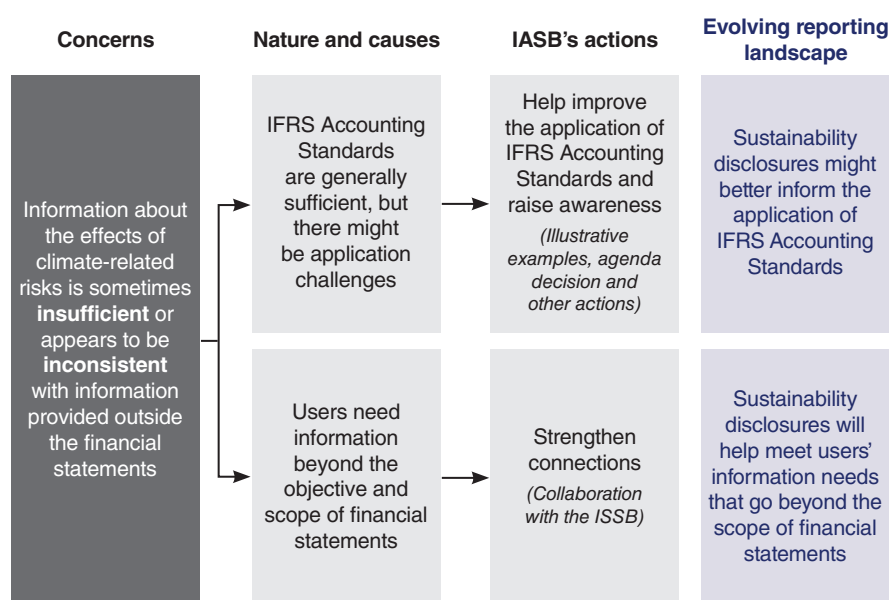 Concerns
Nature and causes
IASB’s actions
Evolving reporting
landscape
Information about
the effects of
climate-related
risks is sometimes
insufficient or
appears to be
inconsistent
with information
provided outside
the financial
statements
IFRS Accounting
Standards
are generally
sufficient, but
there might
be application
challenges
Help improve
the application of
IFRS Accounting
Standards and
raise awareness
(Illustrative
examples, agenda
decision and
other actions)
Sustainability
disclosures might
better inform the
application of
IFRS Accounting
Standards
Users need
information
beyond the
objective and
scope of financial
statements
Strengthen
connections
(Collaboration
with the ISSB)
Sustainability
disclosures will
help meet users’
information needs
that go beyond the
scope of financial
statements